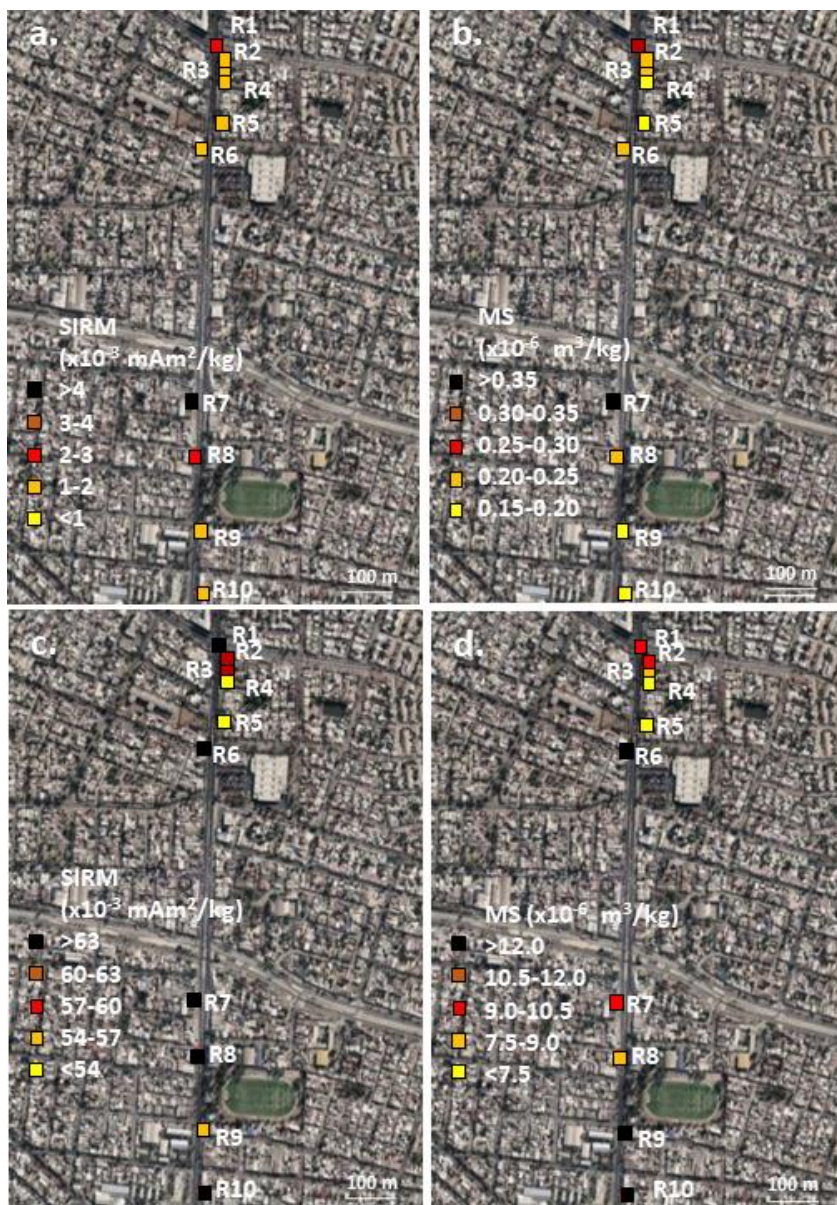 a.
R1
R2
R3
R4
R5
R6
SIRM
(x10⁻³ mAm²/kg)
>4
3-4
2-3
1-2
<1
R7
R8
R9
R10
100 m
b.
R1
R2
R3
R4
R5
R6
MS
(x10⁻⁶ m³/kg)
>0.35
0.30-0.35
0.25-0.30
0.20-0.25
0.15-0.20
R7
R8
R9
R10
100 m
c.
R1
R2
R3
R4
R5
R6
SIRM
(x10⁻³ mAm²/kg)
>63
60-63
57-60
54-57
<54
R7
R8
R9
R10
100 m
d.
R1
R2
R3
R4
R5
R6
MS (x10⁻⁶ m³/kg)
>12.0
10.5-12.0
9.0-10.5
7.5-9.0
<7.5
R7
R8
R9
R10
100 m